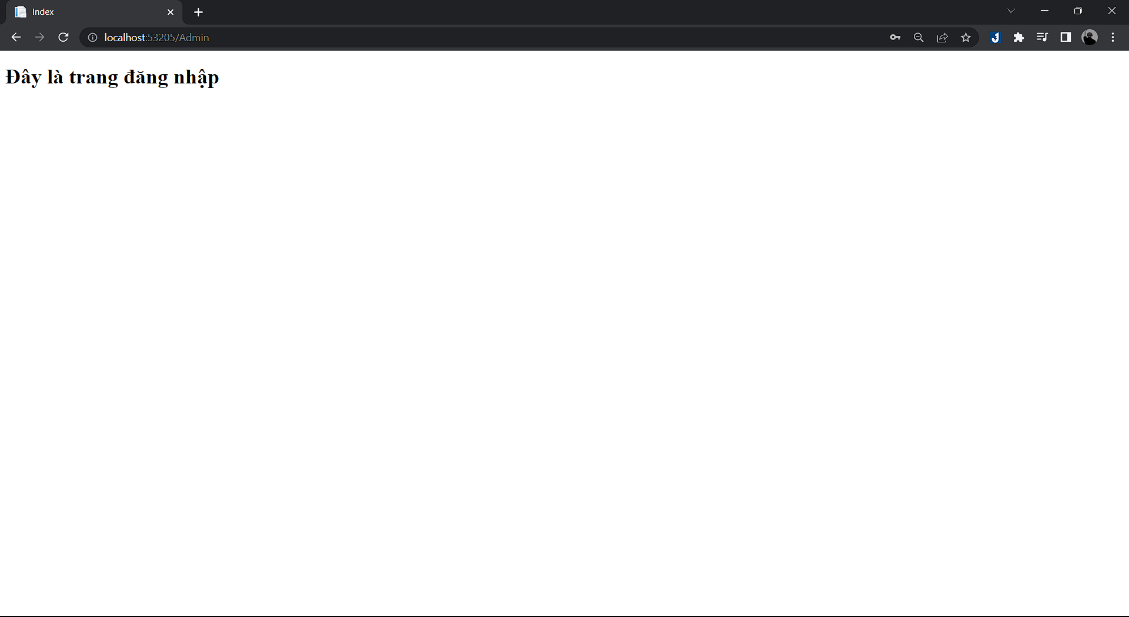 Index
localhost:53205/Admin
Đây là trang đăng nhập